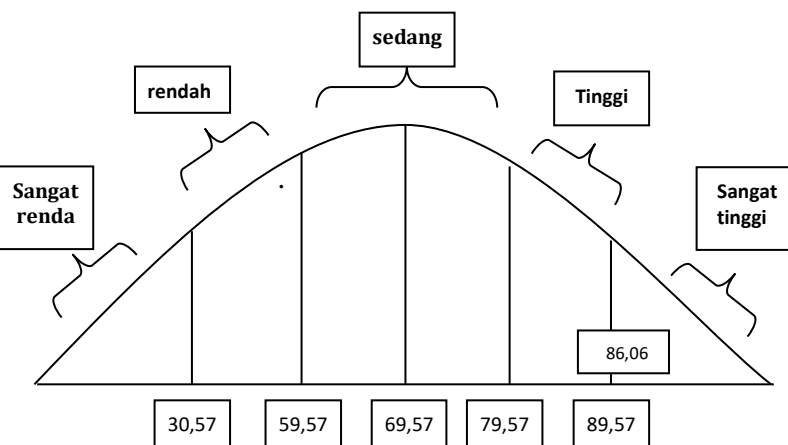 sedang
rendah
Tinggi
Sangat
renda
Sangat
tinggi
86,06
30,57
59,57
69,57
79,57
89,57